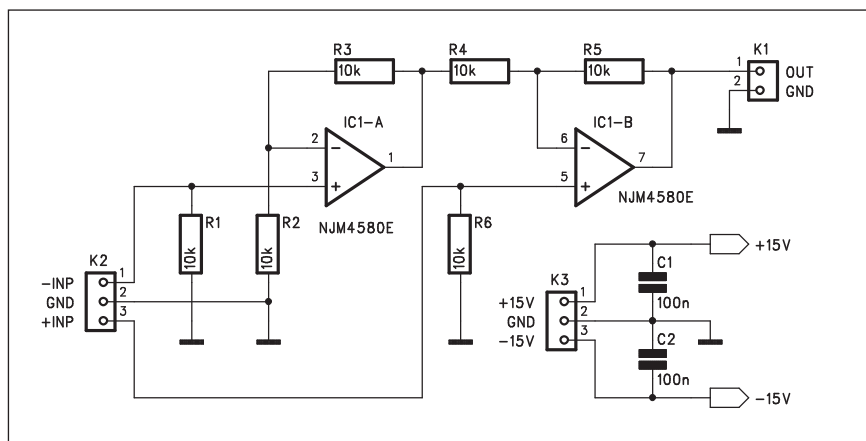 R3
10k
R4
10k
R5
10k
K1
1
2
OUT
GND
IC1-A
2
3
1
NJM4580E
IC1-B
6
5
7
NJM4580E
R1
10k
R2
10k
R6
10k
K2
-INP
GND
+INP
1
2
3
K3
+15V
GND
-15V
1
2
3
C1
100n
C2
100n
+15V
-15V